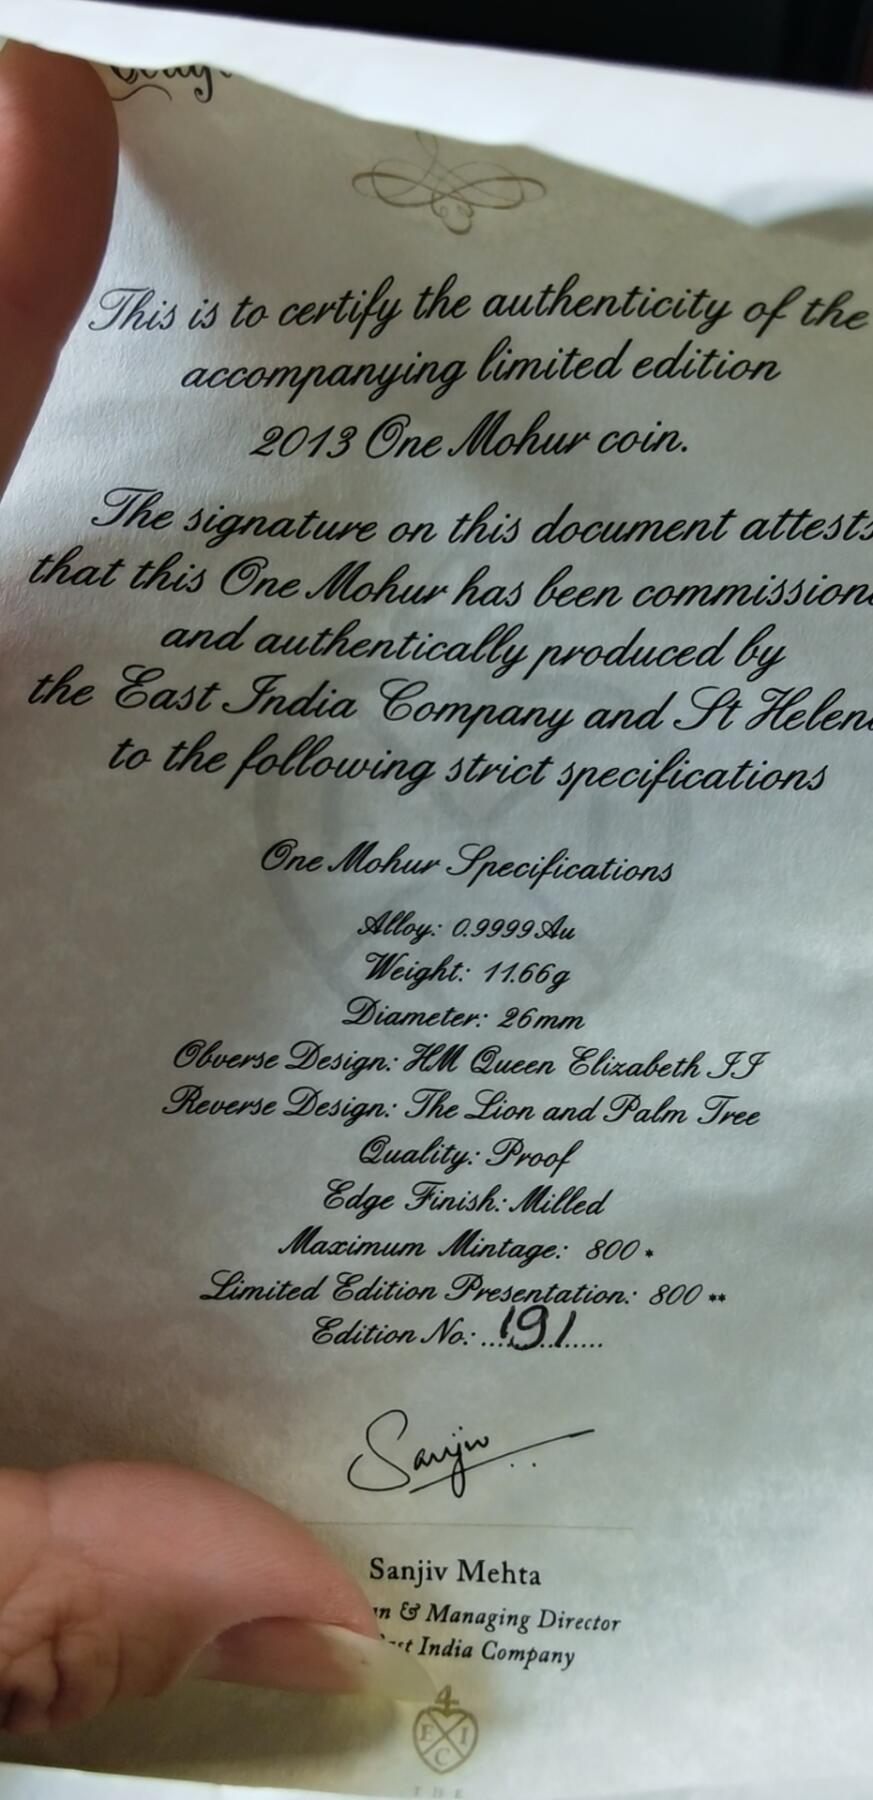 This is to certify the authenticity of the
accompanying limited edition
2013 One Mohur coin.
The signature on this document attests
that this One Mohur has been
and authentically produced by
the East India Company and St
to the following strict specifications
One Mohur Specifications
Alloy: 0.9999 Au
Weight: 11.66g
Diameter: 26mm
Obverse Design: HM Queen Elizabeth II
Reverse Design: The Lion and Palm Tree
Quality: Proof
Edge Finish: Milled
Maximum Mintage: 800 *
Limited Edition Presentation: 800 **
Edition No.: ...191.....
Sanjiv
Sanjiv Mehta
& Managing Director
India Company
4
E I C
THE